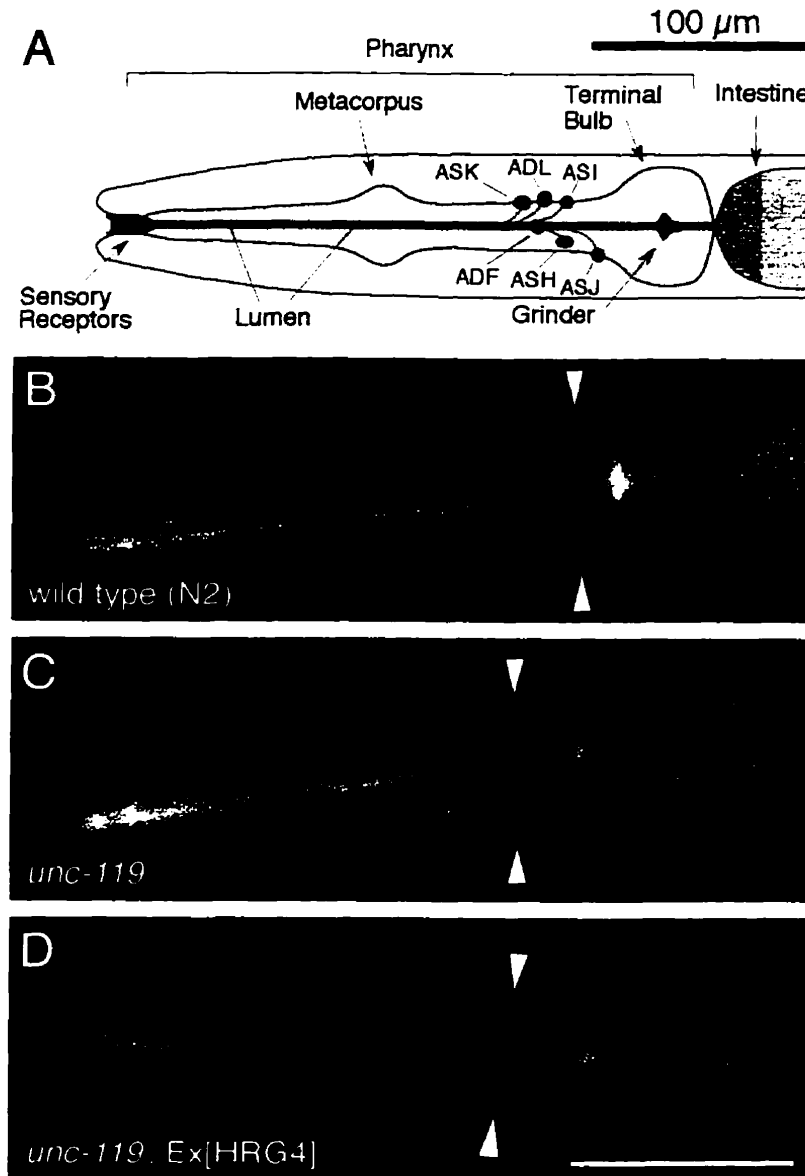 A
100 µm
Pharynx
Metacorpus
Terminal
Bulb
Intestine
ASK
ADL
ASI
ADF
ASH
ASJ
Sensory
Receptors
Lumen
Grinder
B
wild type (N2)
C
unc-119
D
unc-119. Ex[HRG4]